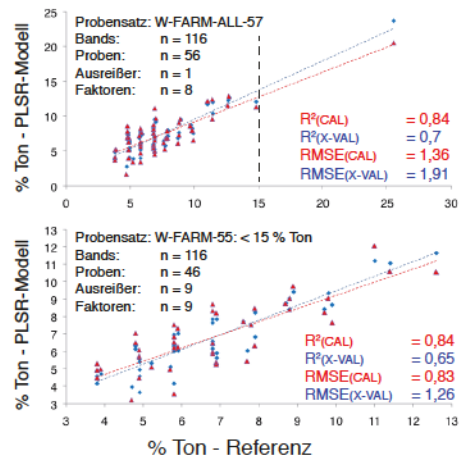 % Ton - PLSR-Modell
25
20
15
10
5
0
Probensatz: W-FARM-ALL-57
Bands: n = 116
Proben: n = 56
Ausreißer: n = 1
Faktoren: n = 8
R²(CAL) = 0,84
R²(X-VAL) = 0,7
RMSE(CAL) = 1,36
RMSE(X-VAL) = 1,91
0 5 10 15 20 25 30
% Ton - PLSR-Modell
13
12
11
10
9
8
7
6
5
4
3
Probensatz: W-FARM-55: < 15 % Ton
Bands: n = 116
Proben: n = 46
Ausreißer: n = 9
Faktoren: n = 9
R²(CAL) = 0,84
R²(X-VAL) = 0,65
RMSE(CAL) = 0,83
RMSE(X-VAL) = 1,26
3 4 5 6 7 8 9 10 11 12 13
% Ton - Referenz